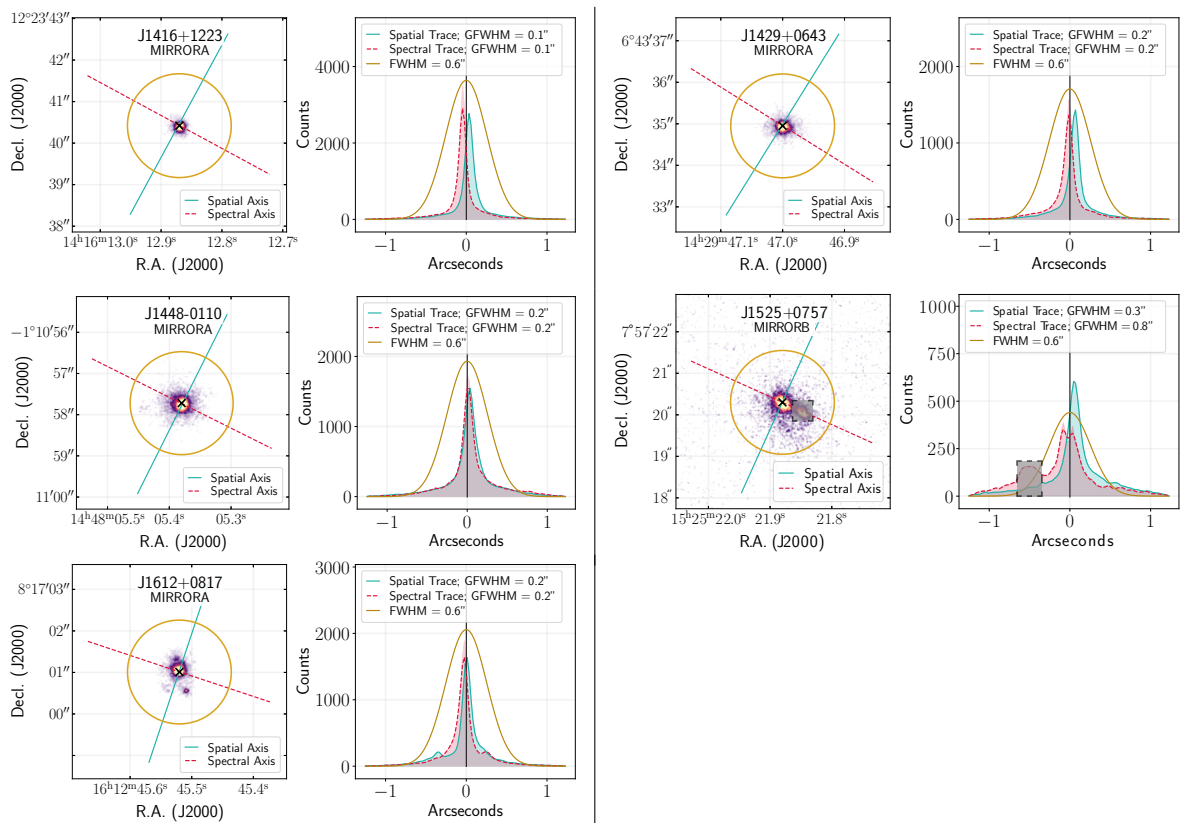 J1416+1223
MIRRORA
12°23′43″
42″
41″
40″
39″
38″
Decl. (J2000)
14ʰ16ᵐ13.0ˢ
12.9ˢ
12.8ˢ
12.7ˢ
R.A. (J2000)
Spatial Axis
Spectral Axis
Spatial Trace; GFWHM = 0.1"
Spectral Trace; GFWHM = 0.1"
FWHM = 0.6"
Counts
4000
2000
0
−1
0
1
Arcseconds
J1429+0643
MIRRORA
6°43′37″
36″
35″
34″
33″
Decl. (J2000)
14ʰ29ᵐ47.1ˢ
47.0ˢ
46.9ˢ
R.A. (J2000)
Spatial Axis
Spectral Axis
Spatial Trace; GFWHM = 0.2"
Spectral Trace; GFWHM = 0.2"
FWHM = 0.6"
Counts
2000
1000
0
−1
0
1
Arcseconds
J1448-0110
MIRRORA
−1°10′56″
57″
58″
59″
11′00″
Decl. (J2000)
14ʰ48ᵐ05.5ˢ
05.4ˢ
05.3ˢ
R.A. (J2000)
Spatial Axis
Spectral Axis
Spatial Trace; GFWHM = 0.2"
Spectral Trace; GFWHM = 0.2"
FWHM = 0.6"
Counts
2000
1000
0
−1
0
1
Arcseconds
J1525+0757
MIRRORB
7°57′22″
21″
20″
19″
18″
Decl. (J2000)
15ʰ25ᵐ22.0ˢ
21.9ˢ
21.8ˢ
R.A. (J2000)
Spatial Axis
Spectral Axis
Spatial Trace; GFWHM = 0.3"
Spectral Trace; GFWHM = 0.8"
FWHM = 0.6"
Counts
1000
750
500
250
0
−1
0
1
Arcseconds
J1612+0817
MIRRORA
8°17′03″
02″
01″
00″
Decl. (J2000)
16ʰ12ᵐ45.6ˢ
45.5ˢ
45.4ˢ
R.A. (J2000)
Spatial Axis
Spectral Axis
Spatial Trace; GFWHM = 0.2"
Spectral Trace; GFWHM = 0.2"
FWHM = 0.6"
Counts
3000
2000
1000
0
−1
0
1
Arcseconds